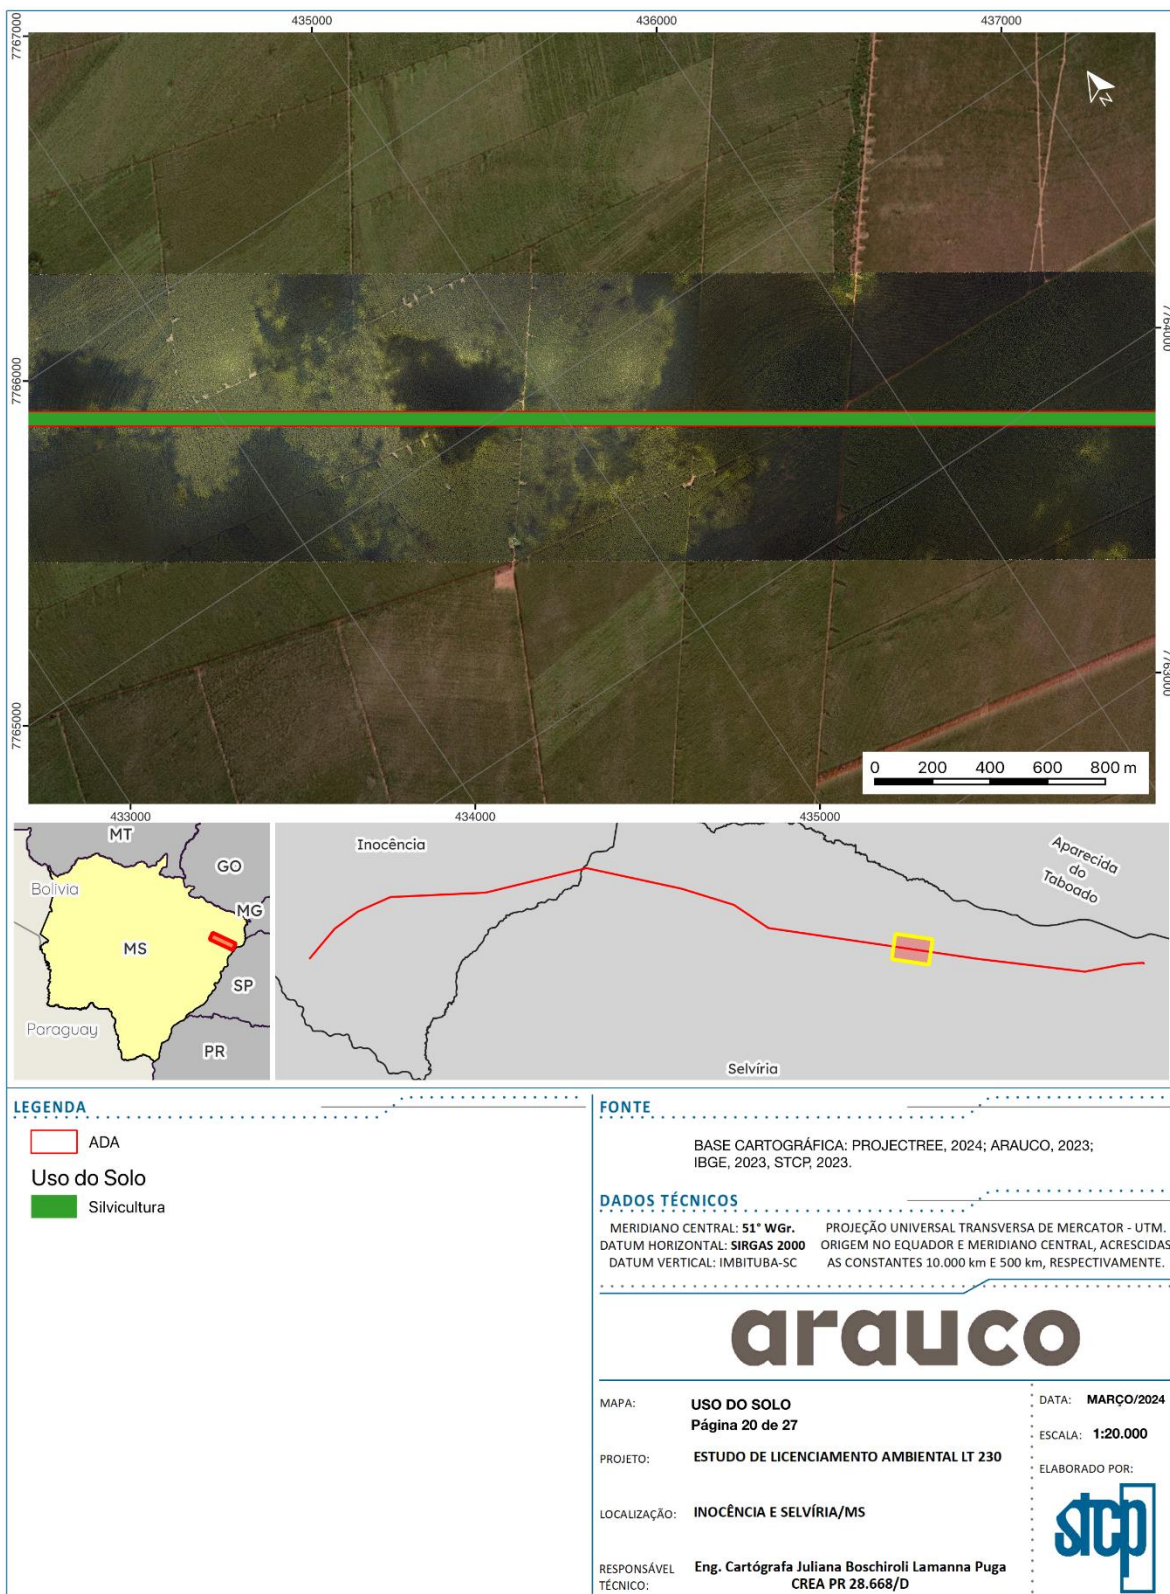 435000
436000
437000
7767000
7766000
7765000
7764000
7763000
N
0 200 400 600 800 m
433000
434000
435000
MT
GO
Bolivia
MG
MS
SP
Paraguay
PR
Inocência
Aparecida
do
Taboado
Selvíria
LEGENDA
ADA
Uso do Solo
Silvicultura
FONTE
BASE CARTOGRÁFICA: PROJECTREE, 2024; ARAUCO, 2023;
IBGE, 2023, STCP, 2023.
DADOS TÉCNICOS
MERIDIANO CENTRAL: 51° WGr.
DATUM HORIZONTAL: SIRGAS 2000
DATUM VERTICAL: IMBITUBA-SC
PROJEÇÃO UNIVERSAL TRANSVERSA DE MERCATOR - UTM.
ORIGEM NO EQUADOR E MERIDIANO CENTRAL, ACRESCIDAS
AS CONSTANTES 10.000 km E 500 km, RESPECTIVAMENTE.
arauco
MAPA: USO DO SOLO
Página 20 de 27
PROJETO: ESTUDO DE LICENCIAMENTO AMBIENTAL LT 230
LOCALIZAÇÃO: INOCÊNCIA E SELVÍRIA/MS
RESPONSÁVEL
TÉCNICO:
Eng. Cartógrafa Juliana Boschiroli Lamanna Puga
CREA PR 28.668/D
DATA: MARÇO/2024
ESCALA: 1:20.000
ELABORADO POR:
stcp